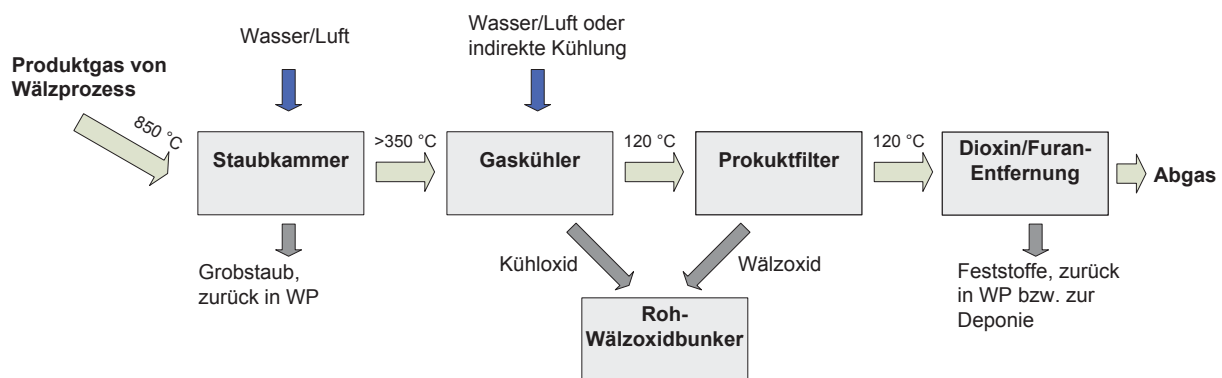 Wasser/Luft
Wasser/Luft oder
indirekte Kühlung
Produktgas von
Wälzprozess
850 °C
Staubkammer
>350 °C
Gaskühler
120 °C
Prokuktfilter
120 °C
Dioxin/Furan-
Entfernung
Abgas
Grobstaub,
zurück in WP
Kühloxid
Wälzoxid
Feststoffe, zurück
in WP bzw. zur
Deponie
Roh-
Wälzoxidbunker